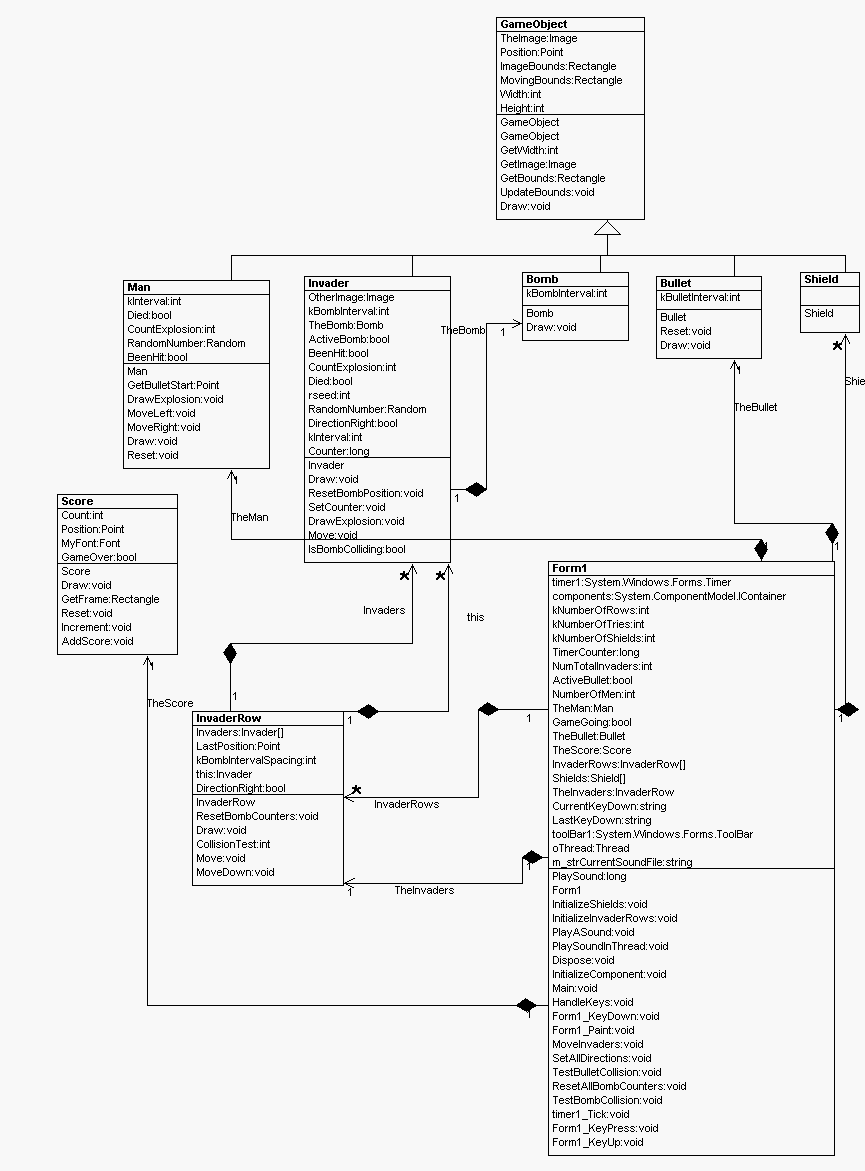 GameObject
TheImage:Image
Position:Point
ImageBounds:Rectangle
MovingBounds:Rectangle
Width:int
Height:int
GameObject
GameObject
GetWidth:int
GetImage:Image
GetBounds:Rectangle
UpdateBounds:void
Draw:void
Man
kInterval:int
Died:bool
CountExplosion:int
RandomNumber:Random
BeenHit:bool
Man
GetBulletStart:Point
DrawExplosion:void
MoveLeft:void
MoveRight:void
Draw:void
Reset:void
Invader
OtherImage:Image
kBombInterval:int
TheBomb:Bomb
ActiveBomb:bool
BeenHit:bool
CountExplosion:int
Died:bool
rseed:int
RandomNumber:Random
DirectionRight:bool
kInterval:int
Counter:long
Invader
Draw:void
ResetBombPosition:void
SetCounter:void
DrawExplosion:void
Move:void
IsBombColliding:bool
Bomb
kBombInterval:int
Bomb
Draw:void
Bullet
kBulletInterval:int
Bullet
Reset:void
Draw:void
Shield
Shield
TheBomb
1
1
*
Shie
TheBullet
1
1
1
TheMan
1
1
1
Score
Count:int
Position:Point
MyFont:Font
GameOver:bool
Score
Draw:void
GetFrame:Rectangle
Reset:void
Increment:void
AddScore:void
*
*
Invaders
this
1
1
TheScore
1
InvaderRow
Invaders:Invader[]
LastPosition:Point
kBombIntervalSpacing:int
this:Invader
DirectionRight:bool
InvaderRow
ResetBombCounters:void
Draw:void
CollisionTest:int
Move:void
MoveDown:void
1
*
InvaderRows
1
1
TheInvaders
1
Form1
timer1:System.Windows.Forms.Timer
components:System.ComponentModel.IContainer
kNumberOfRows:int
kNumberOfTries:int
kNumberOfShields:int
TimerCounter:long
NumTotalInvaders:int
ActiveBullet:bool
NumberOfMen:int
TheMan:Man
GameGoing:bool
TheBullet:Bullet
TheScore:Score
InvaderRows:InvaderRow[]
Shields:Shield[]
TheInvaders:InvaderRow
CurrentKeyDown:string
LastKeyDown:string
toolBar1:System.Windows.Forms.ToolBar
oThread:Thread
m_strCurrentSoundFile:string
PlaySound:long
Form1
InitializeShields:void
InitializeInvaderRows:void
PlayASound:void
PlaySoundInThread:void
Dispose:void
InitializeComponent:void
Main:void
HandleKeys:void
Form1_KeyDown:void
Form1_Paint:void
MoveInvaders:void
SetAllDirections:void
TestBulletCollision:void
ResetAllBombCounters:void
TestBombCollision:void
timer1_Tick:void
Form1_KeyPress:void
Form1_KeyUp:void